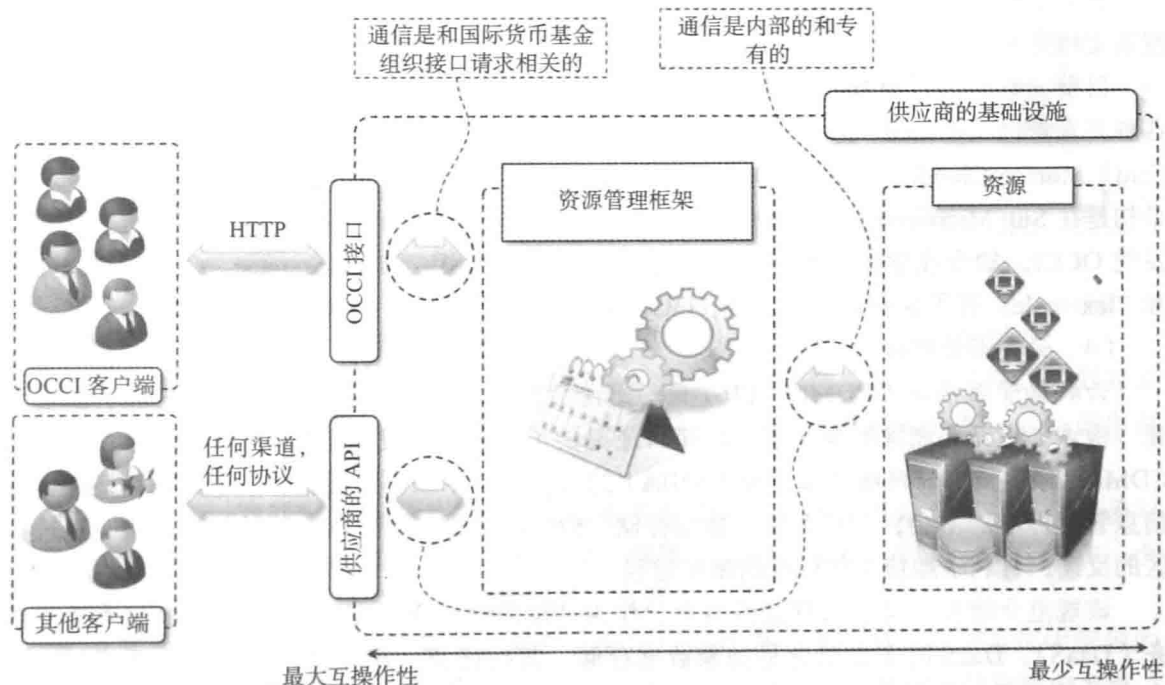 通信是和国际货币基金
组织接口请求相关的
通信是内部的和专
有的
供应商的基础设施
资源管理框架
资源
HTTP
OCCI 接口
OCCI 客户端
任何渠道，
任何协议
供应商的 API
其他客户端
最大互操作性
最少互操作性